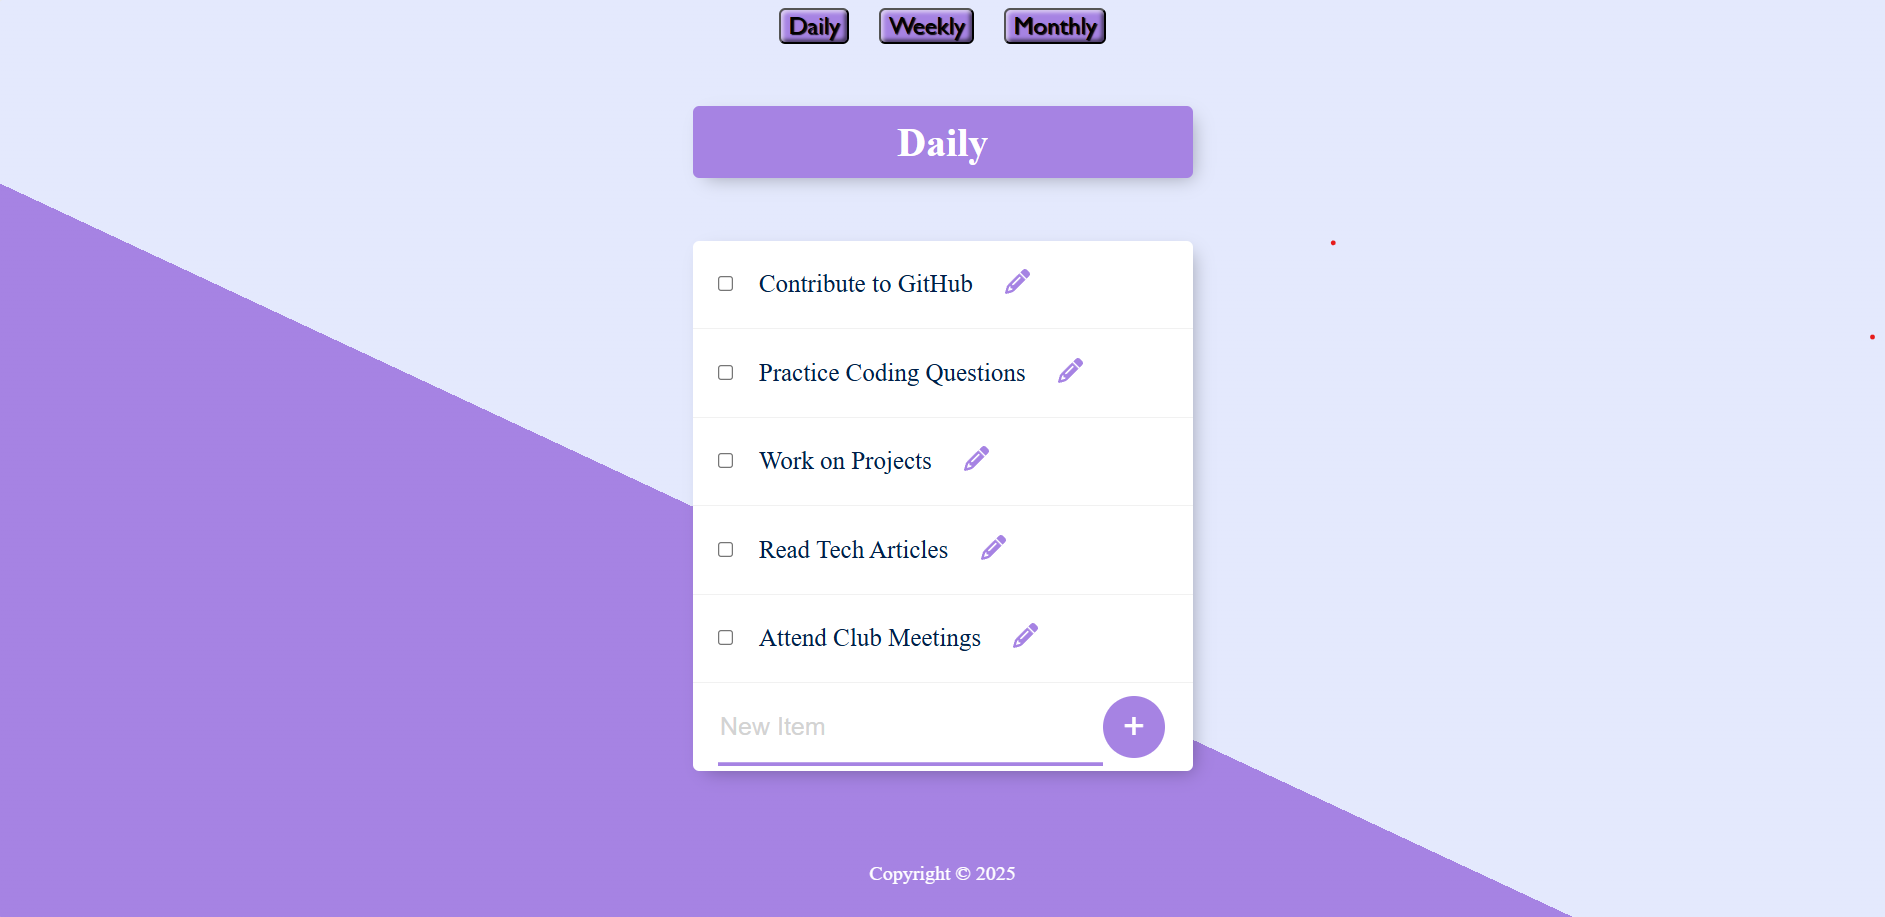 Daily Weekly Monthly
Daily
Contribute to GitHub
Practice Coding Questions
Work on Projects
Read Tech Articles
Attend Club Meetings
New Item +
Copyright © 2025